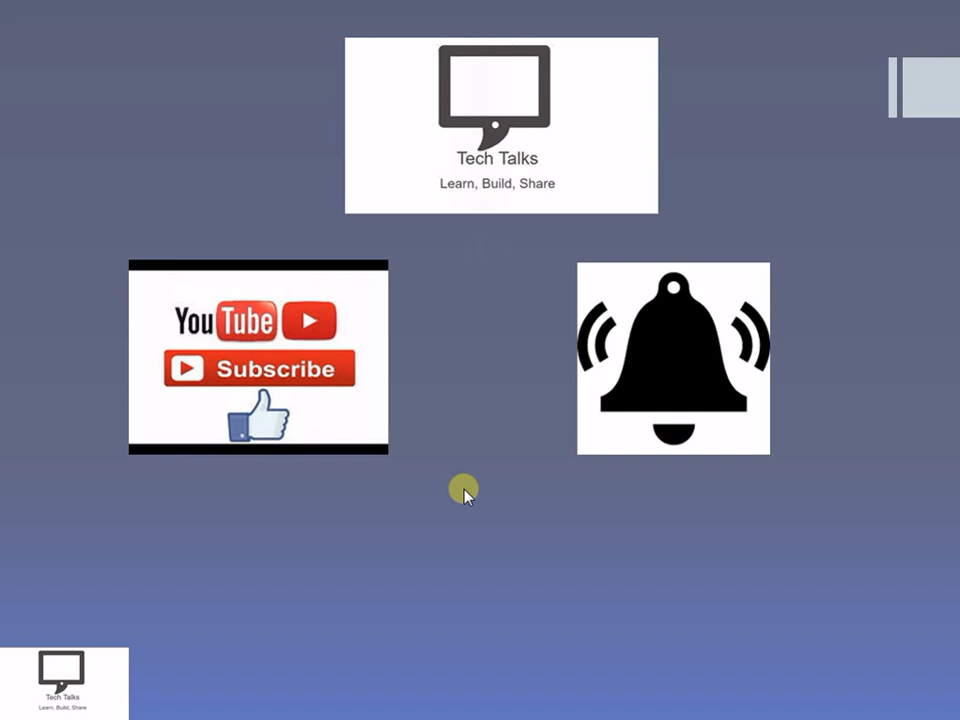 Tech Talks
Learn, Build, Share
YouTube
Subscribe
Tech Talks
Learn, Build, Share